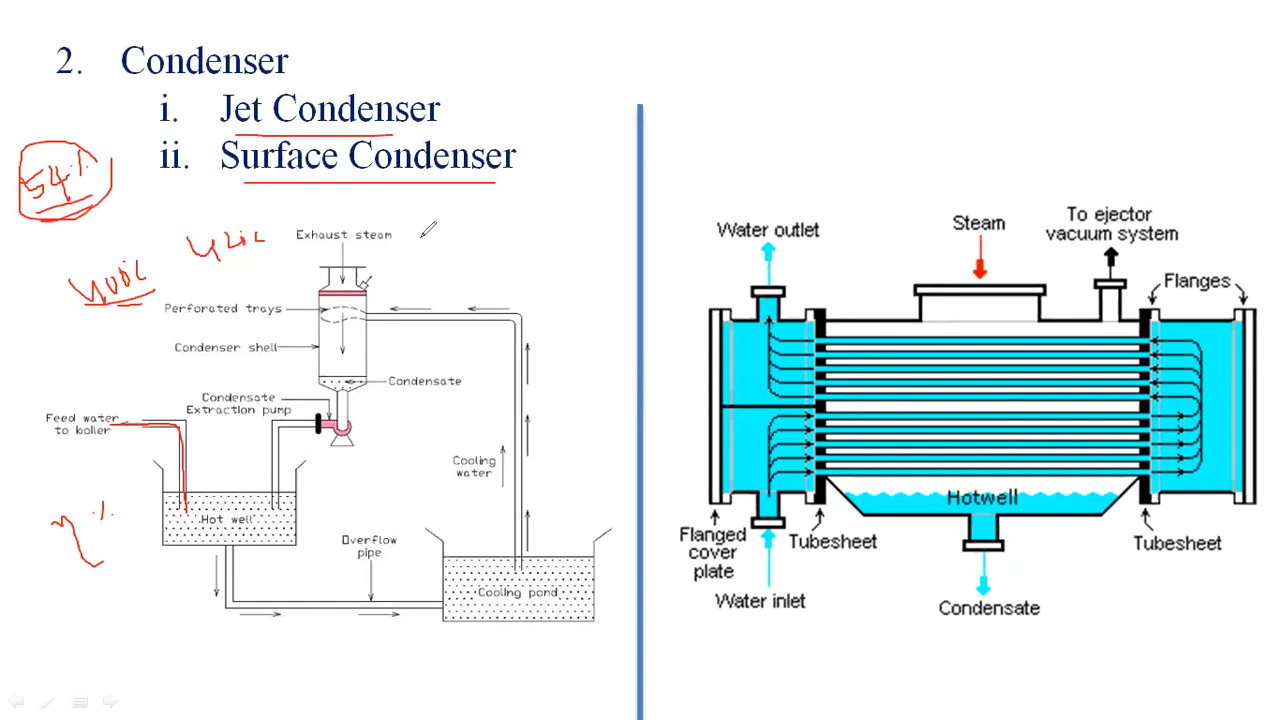 2. Condenser
i. Jet Condenser
ii. Surface Condenser
54%
Exhaust steam
Perforated trays
Condenser shell
Condensate
Condensate
Extraction pump
Feed water
to boiler
Cooling
water
Hot well
η %
Overflow
pipe
Cooling pond
Water outlet
Steam
To ejector
vacuum system
Flanges
Hotwell
Flanged
cover
plate
Tubesheet
Tubesheet
Water inlet
Condensate